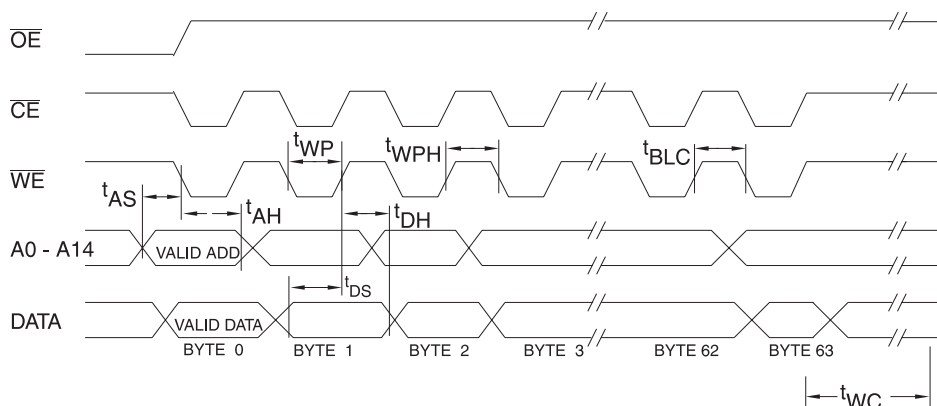 OE
CE
tWP
tWPH
tBLC
WE
tAS
tAH
tDH
A0 - A14
VALID ADD
tDS
DATA
VALID DATA
BYTE 0
BYTE 1
BYTE 2
BYTE 3
BYTE 62
BYTE 63
tWC